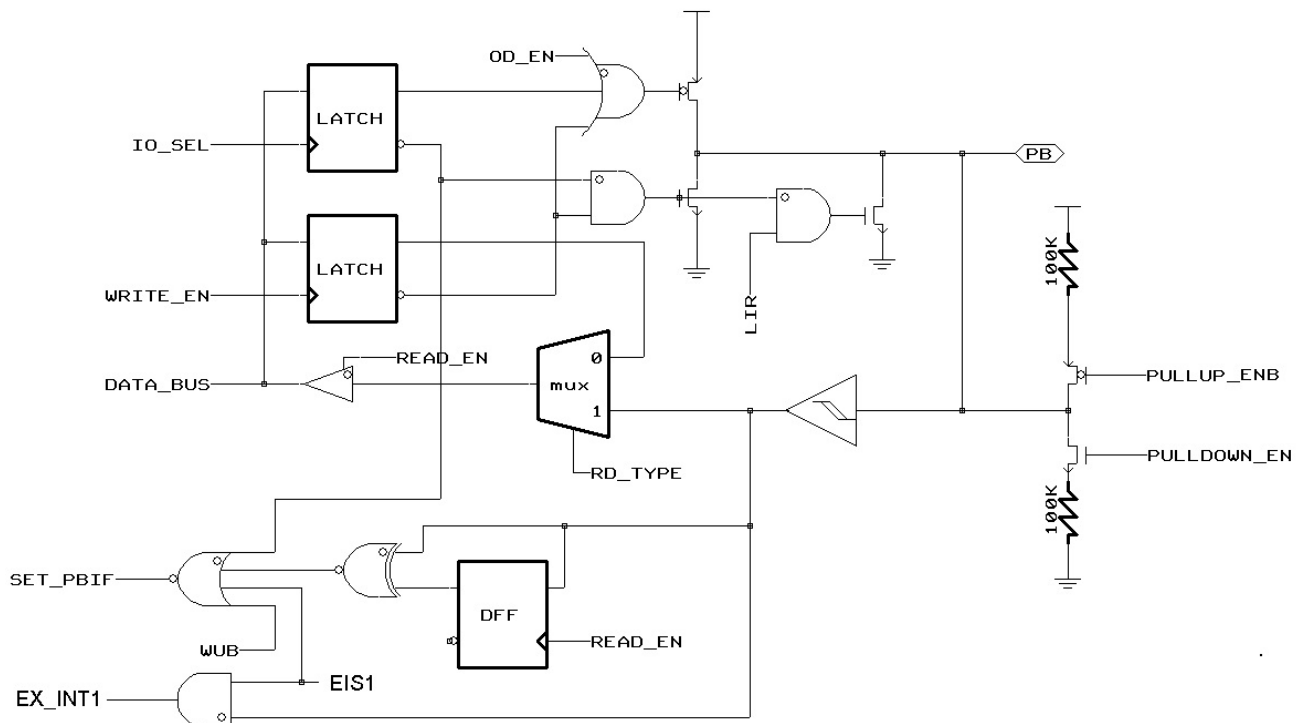 OD_EN
LATCH
IO_SEL
PB
LATCH
100K
WRITE_EN
LIR
READ_EN
0
DATA_BUS
mux
PULLUP_ENB
1
RD_TYPE
PULLDOWN_EN
100K
SET_PBIF
DFF
READ_EN
WUB
EIS1
EX_INT1